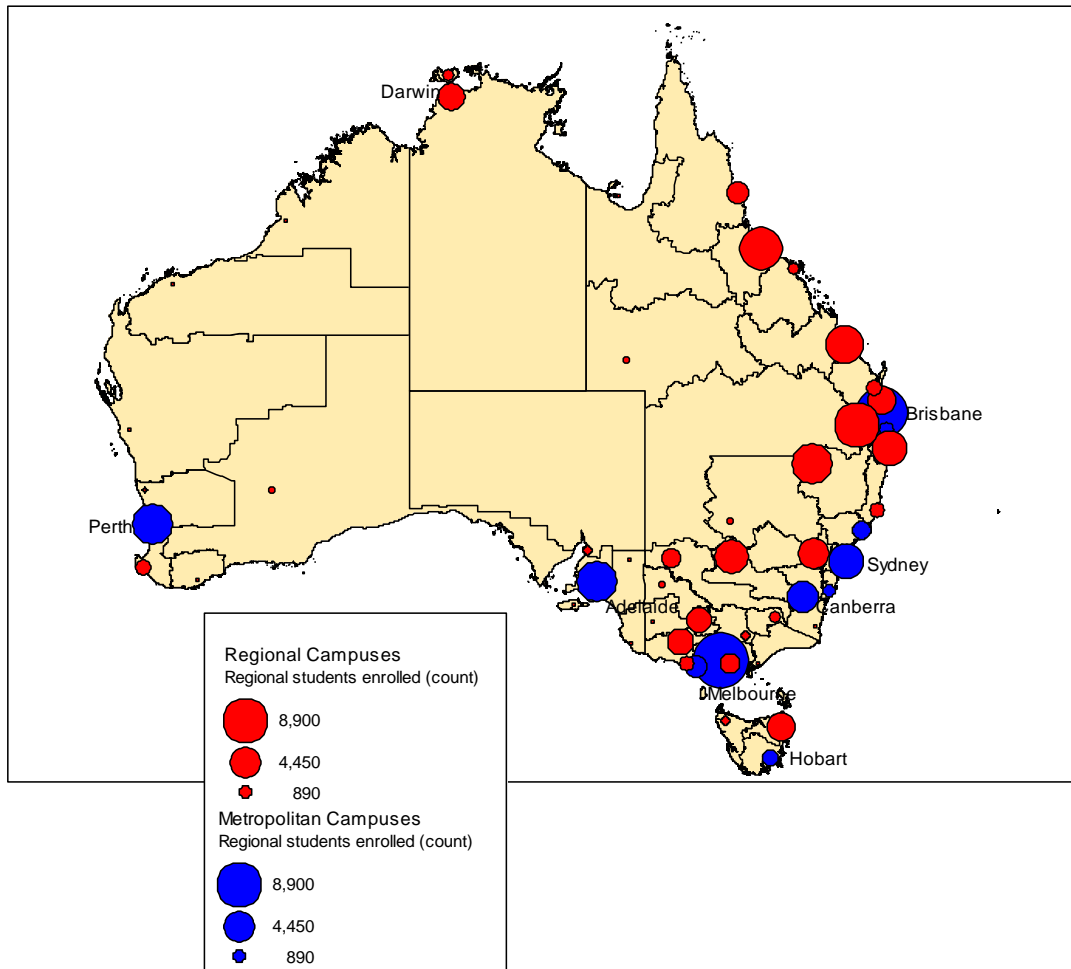 Darwin
Brisbane
Perth
Sydney
Adelaide
Canberra
Melbourne
Hobart
Regional Campuses
Regional students enrolled (count)
8,900
4,450
890
Metropolitan Campuses
Regional students enrolled (count)
8,900
4,450
890